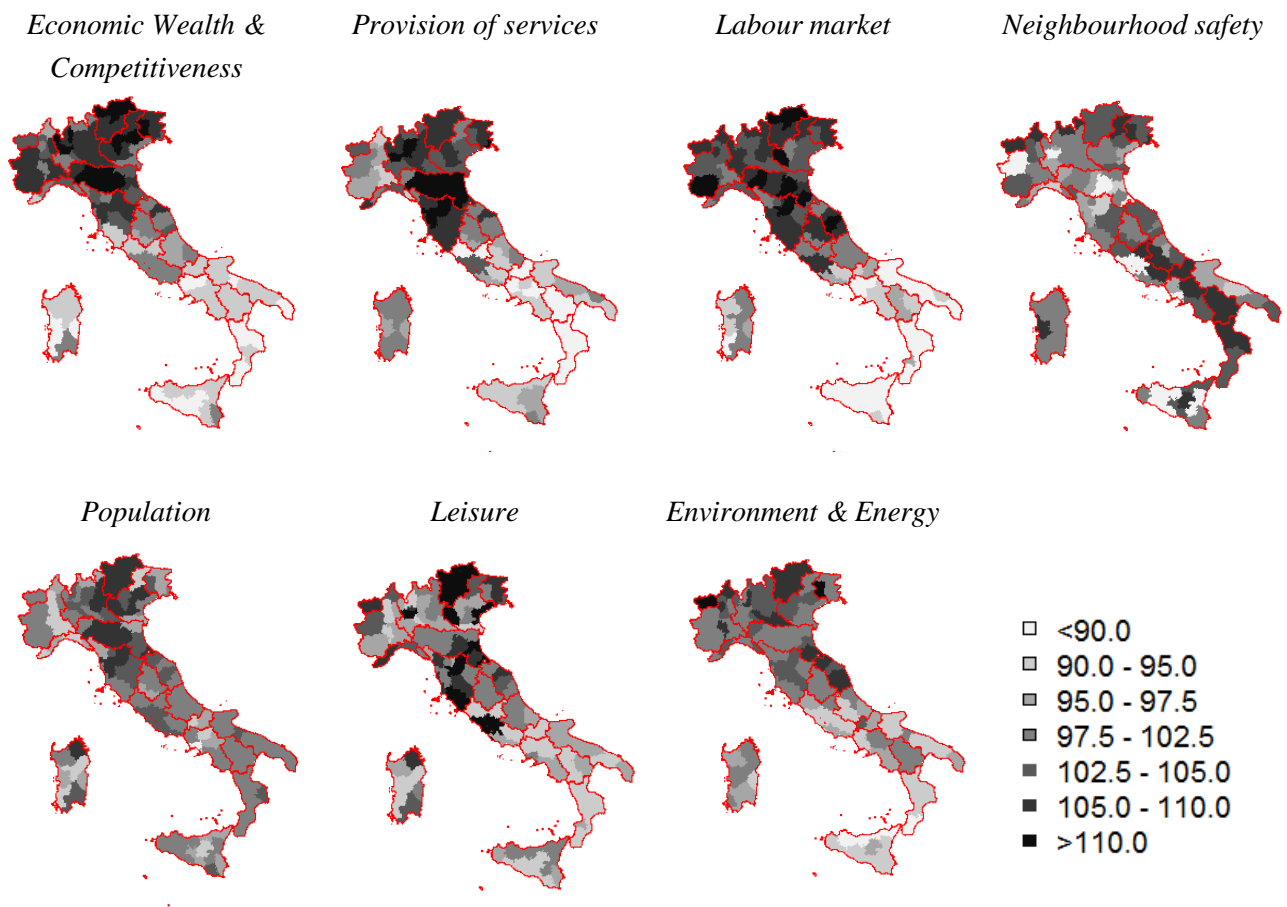 Economic Wealth &
Competitiveness
Provision of services
Labour market
Neighbourhood safety
Population
Leisure
Environment & Energy
<90.0
90.0 - 95.0
95.0 - 97.5
97.5 - 102.5
102.5 - 105.0
105.0 - 110.0
>110.0